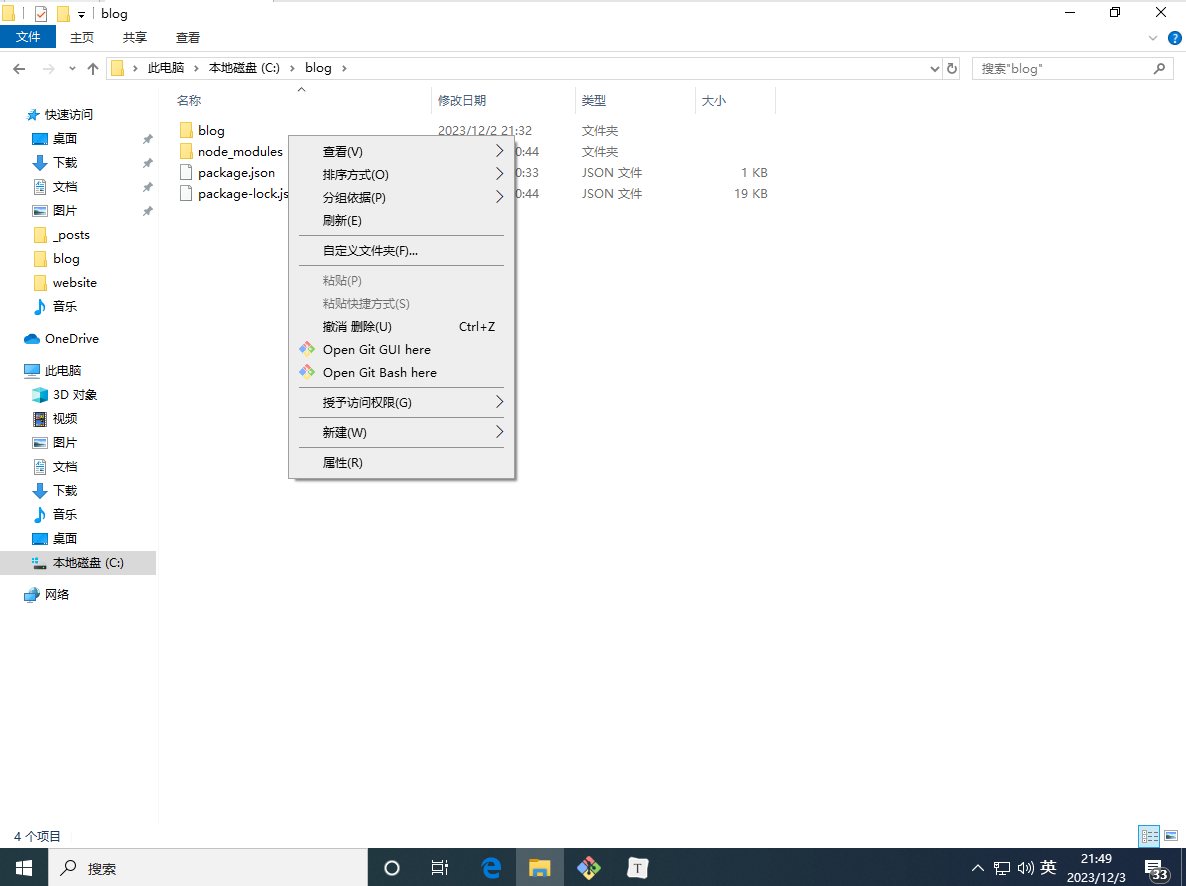 blog
文件 主页 共享 查看
此电脑 本地磁盘 (C:) blog
搜索"blog"
名称 修改日期 类型 大小
快速访问
桌面
下载
文档
图片
_posts
blog
website
音乐
OneDrive
此电脑
3D 对象
视频
图片
文档
下载
音乐
桌面
本地磁盘 (C:)
网络
blog 2023/12/2 21:32 文件夹
node_modules 0:44 文件夹
package.json 0:33 JSON 文件 1 KB
package-lock.js 0:44 JSON 文件 19 KB
查看(V)
排序方式(O)
分组依据(P)
刷新(E)
自定义文件夹(F)...
粘贴(P)
粘贴快捷方式(S)
撤消 删除(U) Ctrl+Z
Open Git GUI here
Open Git Bash here
授予访问权限(G)
新建(W)
属性(R)
4 个项目
搜索
T
英
21:49
2023/12/3
33